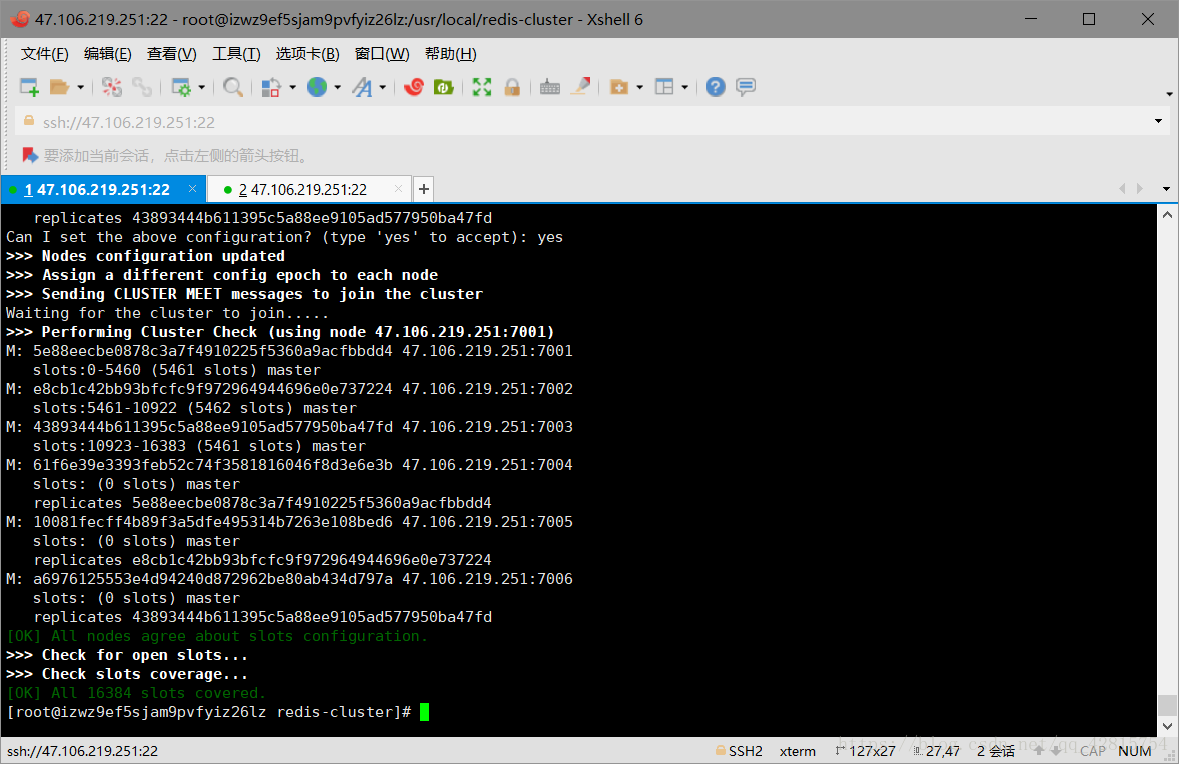 47.106.219.251:22 - root@izwz9ef5sjam9pvfyiz26lz:/usr/local/redis-cluster - Xshell 6
文件(F) 编辑(E) 查看(V) 工具(T) 选项卡(B) 窗口(W) 帮助(H)
ssh://47.106.219.251:22
要添加当前会话，点击左侧的箭头按钮。
1 47.106.219.251:22 × 2 47.106.219.251:22 × +
replicates 43893444b611395c5a88ee9105ad577950ba47fd
Can I set the above configuration? (type 'yes' to accept): yes
>>> Nodes configuration updated
>>> Assign a different config epoch to each node
>>> Sending CLUSTER MEET messages to join the cluster
Waiting for the cluster to join.....
>>> Performing Cluster Check (using node 47.106.219.251:7001)
M: 5e88eecbe0878c3a7f4910225f5360a9acfbbdd4 47.106.219.251:7001
slots:0-5460 (5461 slots) master
M: e8cb1c42bb93bfcfc9f972964944696e0e737224 47.106.219.251:7002
slots:5461-10922 (5462 slots) master
M: 43893444b611395c5a88ee9105ad577950ba47fd 47.106.219.251:7003
slots:10923-16383 (5461 slots) master
M: 61f6e39e3393feb52c74f3581816046f8d3e6e3b 47.106.219.251:7004
slots: (0 slots) master
replicates 5e88eecbe0878c3a7f4910225f5360a9acfbbdd4
M: 10081fecff4b89f3a5dfe495314b7263e108bed6 47.106.219.251:7005
slots: (0 slots) master
replicates e8cb1c42bb93bfcfc9f972964944696e0e737224
M: a6976125553e4d94240d872962be80ab434d797a 47.106.219.251:7006
slots: (0 slots) master
replicates 43893444b611395c5a88ee9105ad577950ba47fd
[OK] All nodes agree about slots configuration.
>>> Check for open slots...
>>> Check slots coverage...
[OK] All 16384 slots covered.
[root@izwz9ef5sjam9pvfyiz26lz redis-cluster]#
ssh://47.106.219.251:22 SSH2 xterm 127x27 27,47 2 会话 CAP NUM